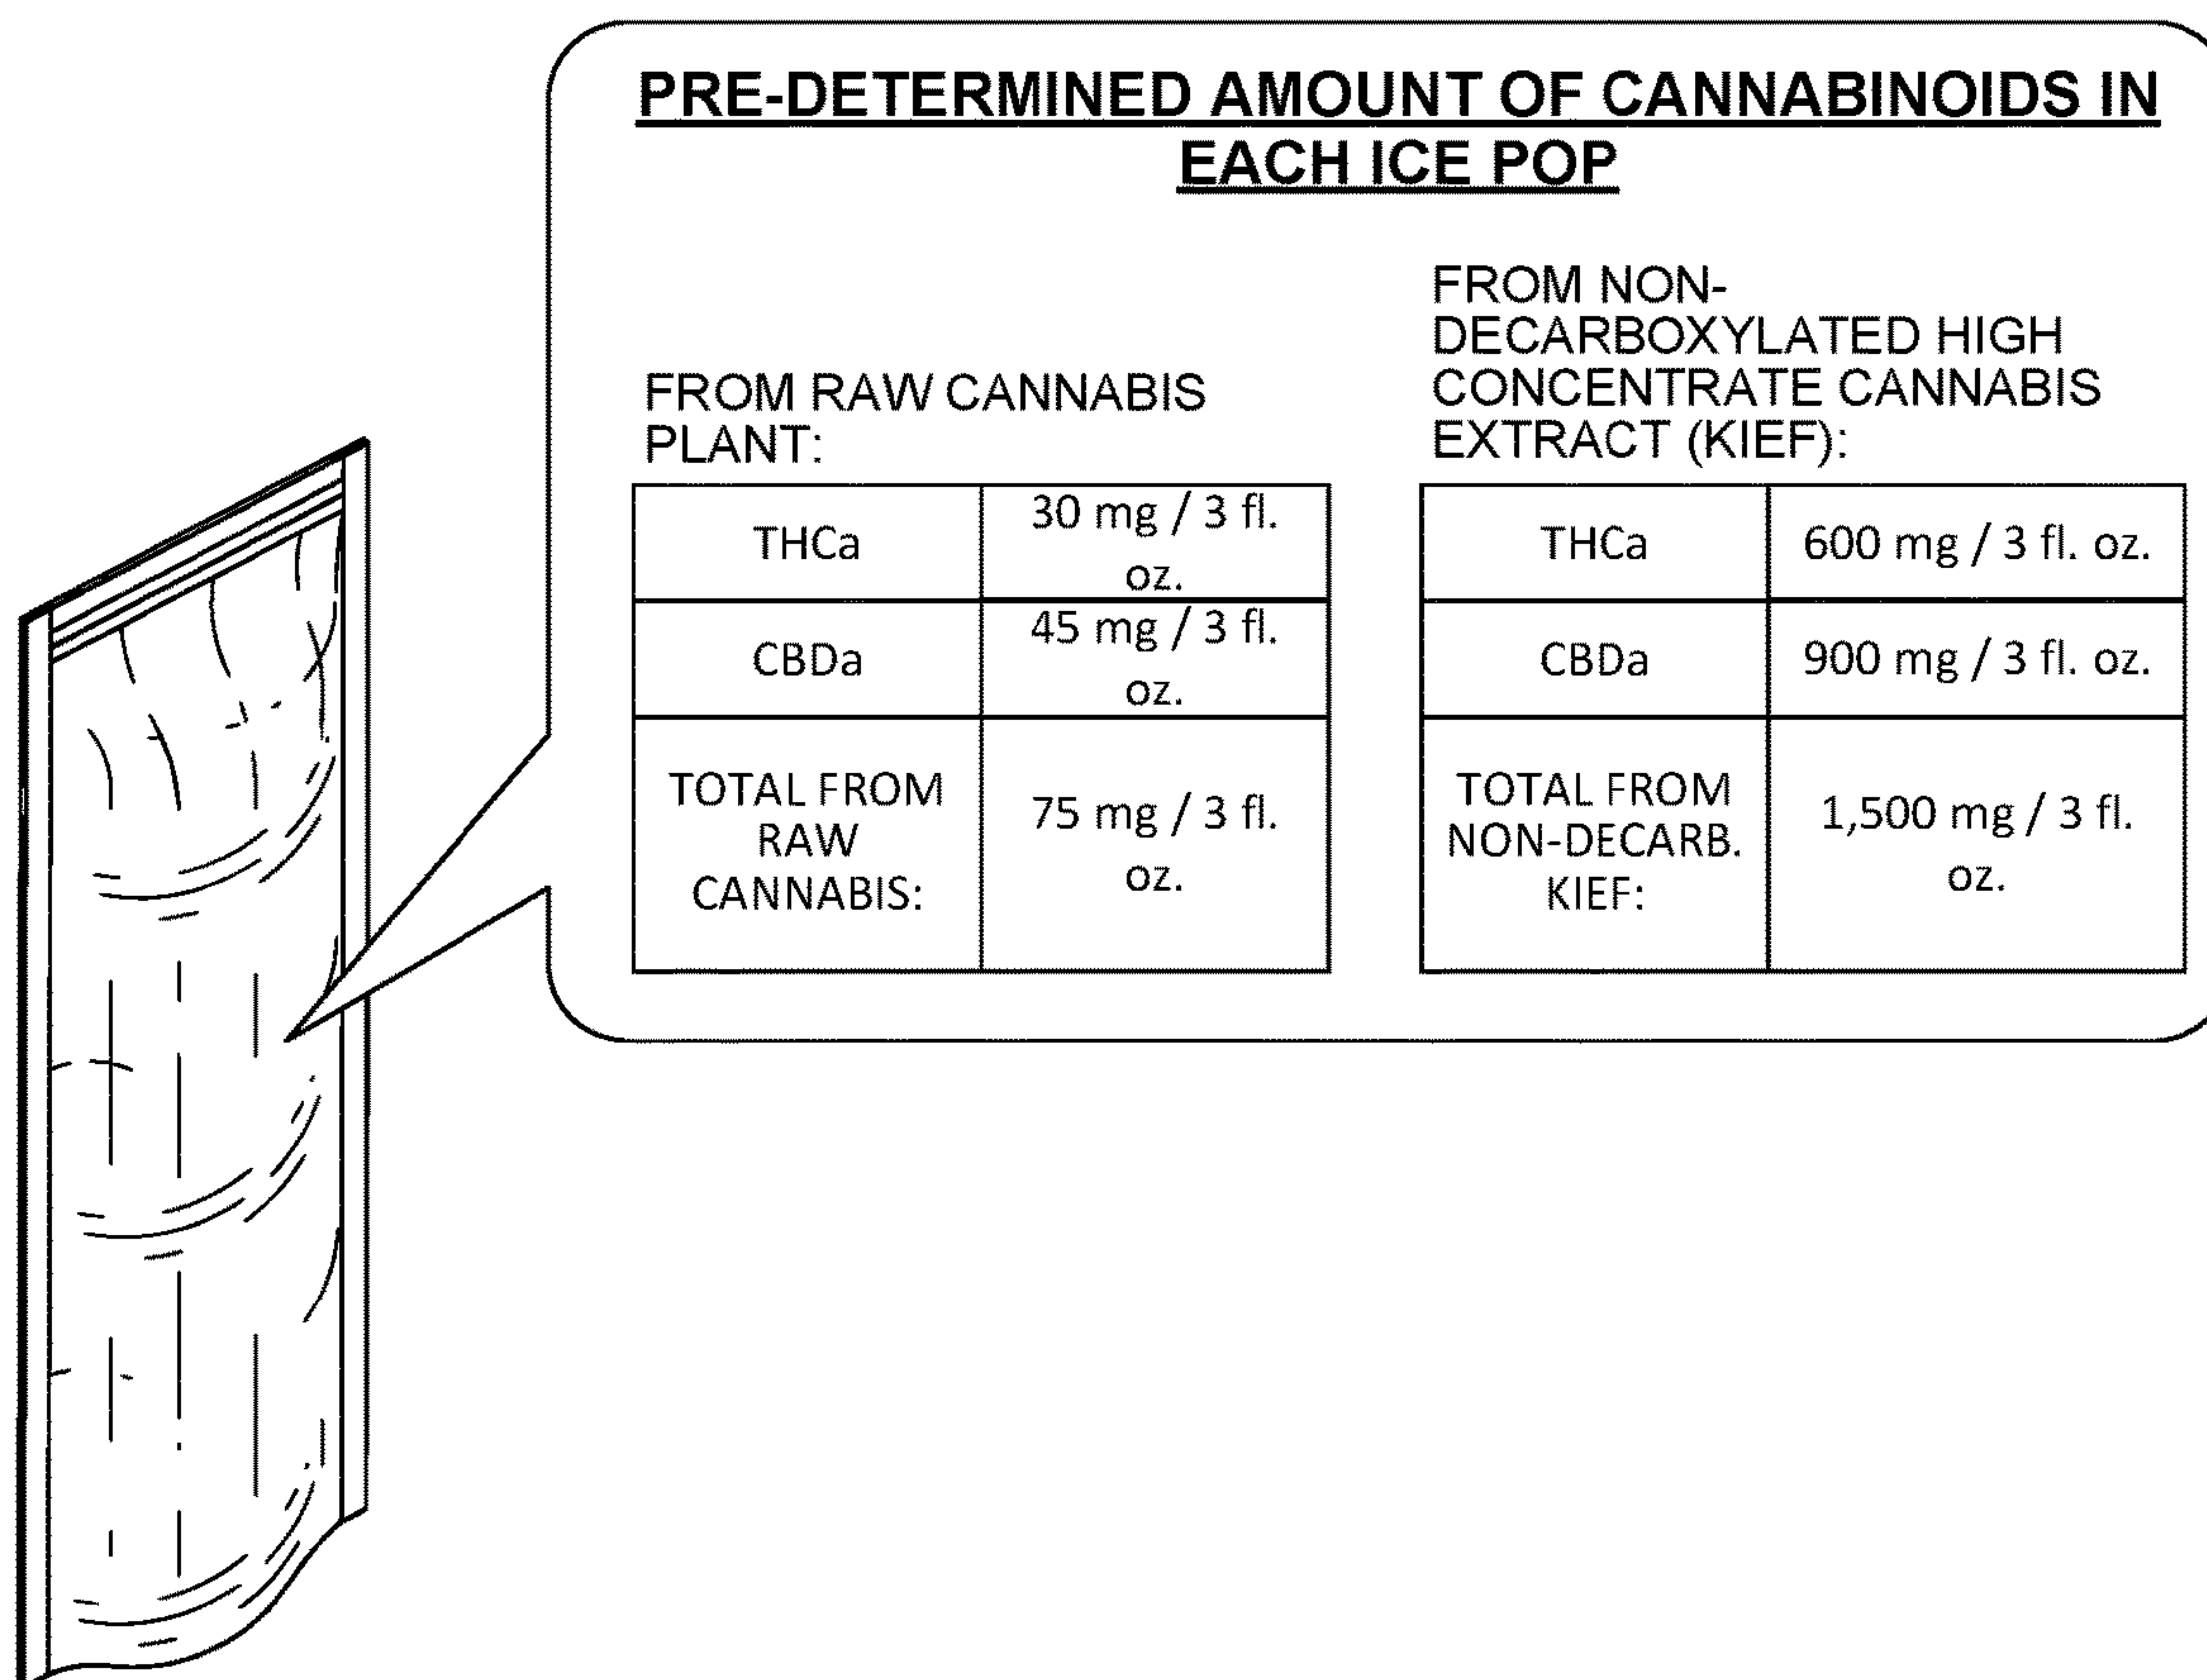 PRE-DETERMINED AMOUNT OF CANNABINOIDS IN
EACH ICE POP
FROM RAW CANNABIS
PLANT:
THCa
30 mg / 3 fl.
oz.
CBDa
45 mg / 3 fl.
oz.
TOTAL FROM
RAW
CANNABIS:
75 mg / 3 fl.
oz.
FROM NON-
DECARBOXYLATED HIGH
CONCENTRATE CANNABIS
EXTRACT (KIEF):
THCa
600 mg / 3 fl. oz.
CBDa
900 mg / 3 fl. oz.
TOTAL FROM
NON-DECARB.
KIEF:
1,500 mg / 3 fl.
oz.